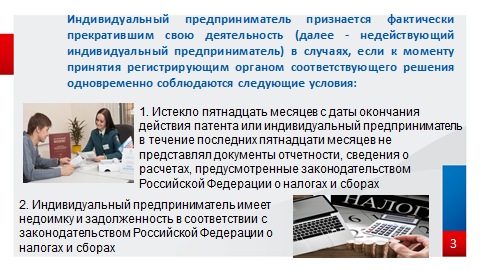 Индивидуальный предприниматель признается фактически
прекратившим свою деятельность (далее - недействующий
индивидуальный предприниматель) в случаях, если к моменту
принятия регистрирующим органом соответствующего решения
одновременно соблюдаются следующие условия:
1. Истекло пятнадцать месяцев с даты окончания
действия патента или индивидуальный предприниматель
в течение последних пятнадцати месяцев не
представлял документы отчетности, сведения о
расчетах, предусмотренные законодательством
Российской Федерации о налогах и сборах
2. Индивидуальный предприниматель имеет
недоимку и задолженность в соответствии с
законодательством Российской Федерации о
налогах и сборах
НАЛОГ
3